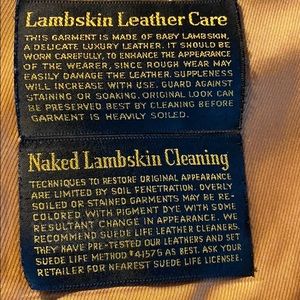 Lambskin Leather Care
THIS GARMENT IS MADE OF BABY LAMBSKIN,
A DELICATE LUXURY LEATHER. IT SHOULD BE
WORN CAREFULLY, TO ENHANCE THE APPEARANCE
OF THE WEARER, SINCE ROUGH WEAR MAY
EASILY DAMAGE THE LEATHER. SUPPLENESS
WILL INCREASE WITH USE. GUARD AGAINST
STAINING OR SOAKING. ORIGINAL LOOK CAN
BE PRESERVED BEST BY CLEANING BEFORE
GARMENT IS HEAVILY SOILED.
Naked Lambskin Cleaning
TECHNIQUES TO RESTORE ORIGINAL APPEARANCE
ARE LIMITED BY SOIL PENETRATION. OVERLY
SOILED OR STAINED GARMENTS MAY BE RE-
COLORED WITH PIGMENT DYE WITH SOME
RESULTANT CHANGE IN APPEARANCE. WE
RECOMMEND SUEDE LIFE LEATHER CLEANERS.
THEY HAVE PRE-TESTED OUR LEATHERS AND SET
SUEDE LIFE METHOD #41575 AS BEST. ASK YOUR
RETAILER FOR NEAREST SUEDE LIFE LICENSEE.